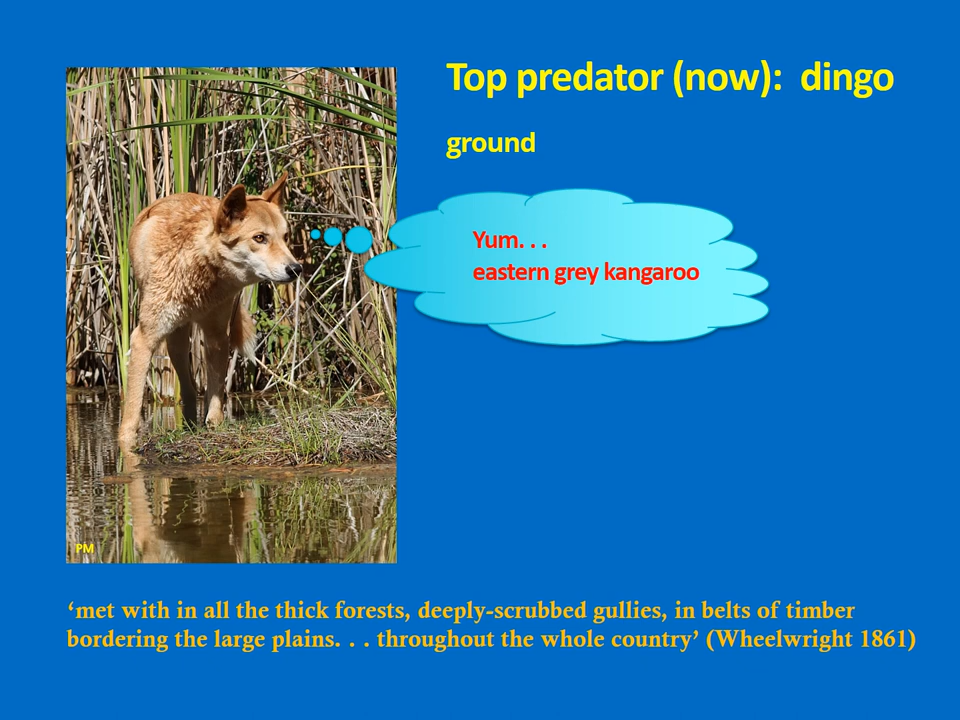 Top predator (now):  dingo
ground
Yum. . .
eastern grey kangaroo
PM
‘met with in all the thick forests, deeply-scrubbed gullies, in belts of timber
bordering the large plains. . . throughout the whole country’ (Wheelwright 1861)